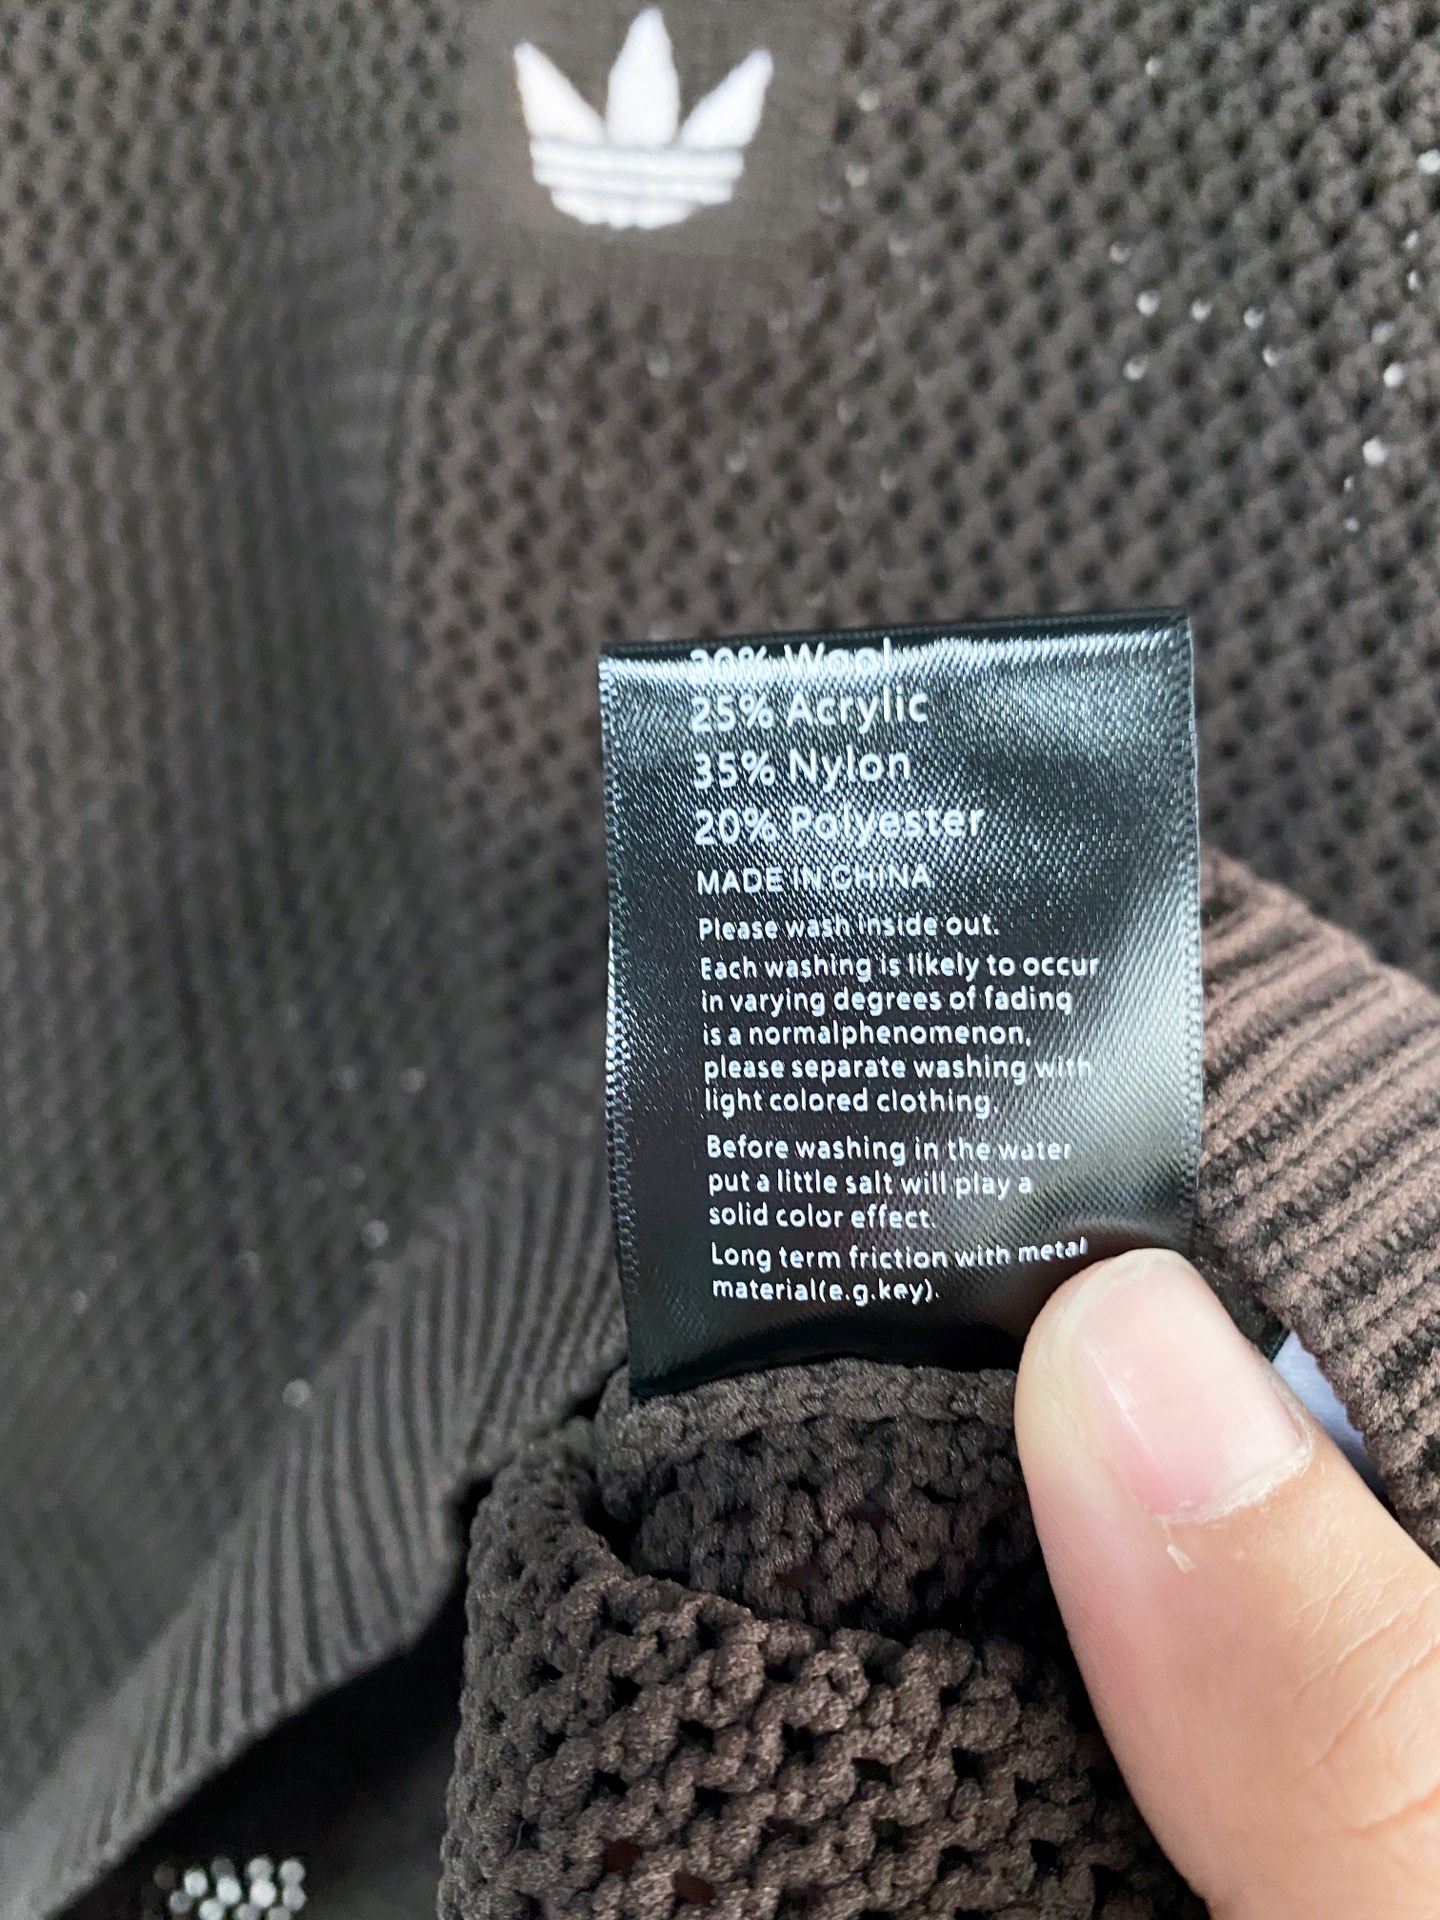 20% Wool
25% Acrylic
35% Nylon
20% Polyester
MADE IN CHINA
Please wash inside out.
Each washing is likely to occur
in varying degrees of fading
is a normalphenomenon,
please separate washing with
light colored clothing.
Before washing in the water
put a little salt will play a
solid color effect.
Long term friction with metal
material(e.g.key).